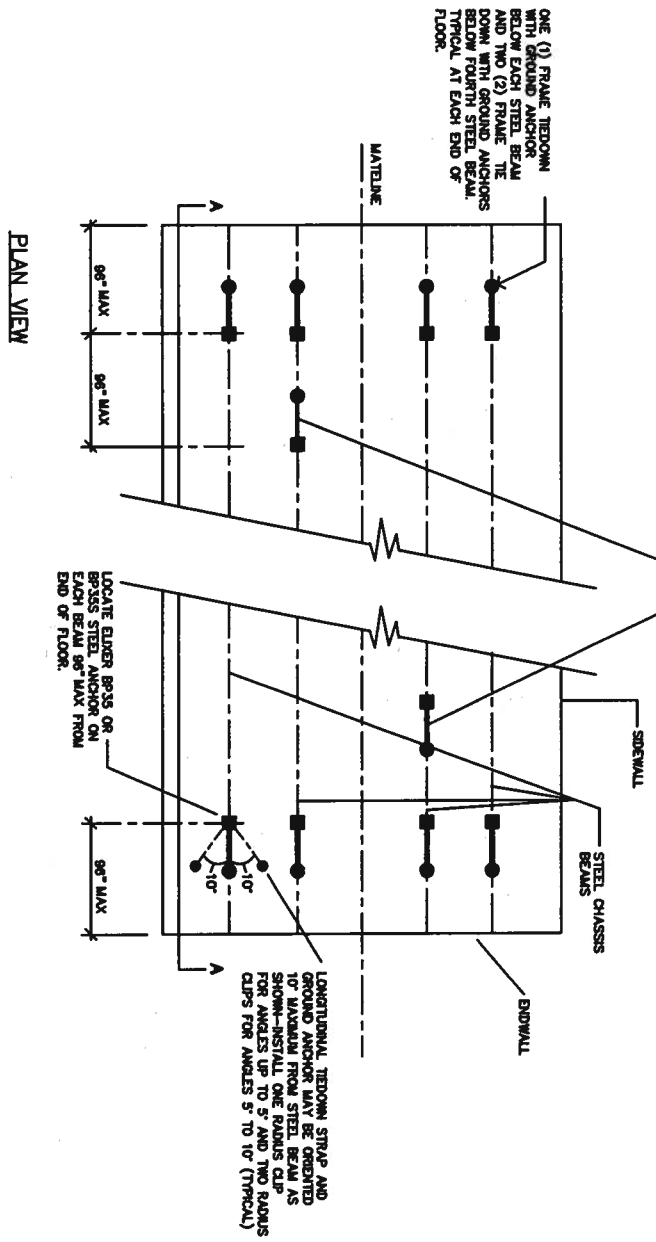 ONE (1) FRAME TIEDOWN
WITH GROUND ANCHOR
BELOW EACH STEEL BEAM
AND TWO (2) FRAME TIE
DOWN WITH GROUND ANCHORS
BELOW FOURTH STEEL BEAM.
TYPICAL AT EACH END OF
FLOOR.
MATELINE
SIDEWALL
STEEL CHASSIS
BEAMS
ENDWALL
A
A
96" MAX
96" MAX
96" MAX
10°
10°
LOCATE ELIXER BP35 OR
BP35S STEEL ANCHOR ON
EACH BEAM 96" MAX FROM
END OF FLOOR.
LONGITUDINAL TIEDOWN STRAP AND
GROUND ANCHOR MAY BE ORIENTED
10° MAXIMUM FROM STEEL BEAM AS
SHOWN-INSTALL ONE RADIUS CLIP
FOR ANGLES UP TO 5° AND TWO RADIUS
CLIPS FOR ANGLES 5° TO 10° (TYPICAL)
PLAN VIEW